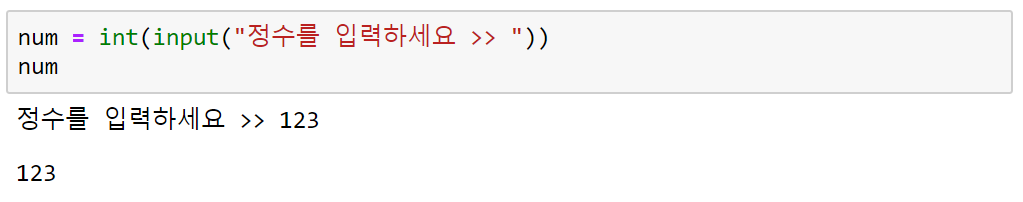 num = int(input("정수를 입력하세요 >> "))
num
정수를 입력하세요 >> 123
123